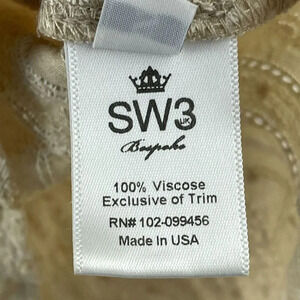 SW3
UK
Bespoke
100% Viscose
Exclusive of Trim
RN# 102-099456
Made In USA